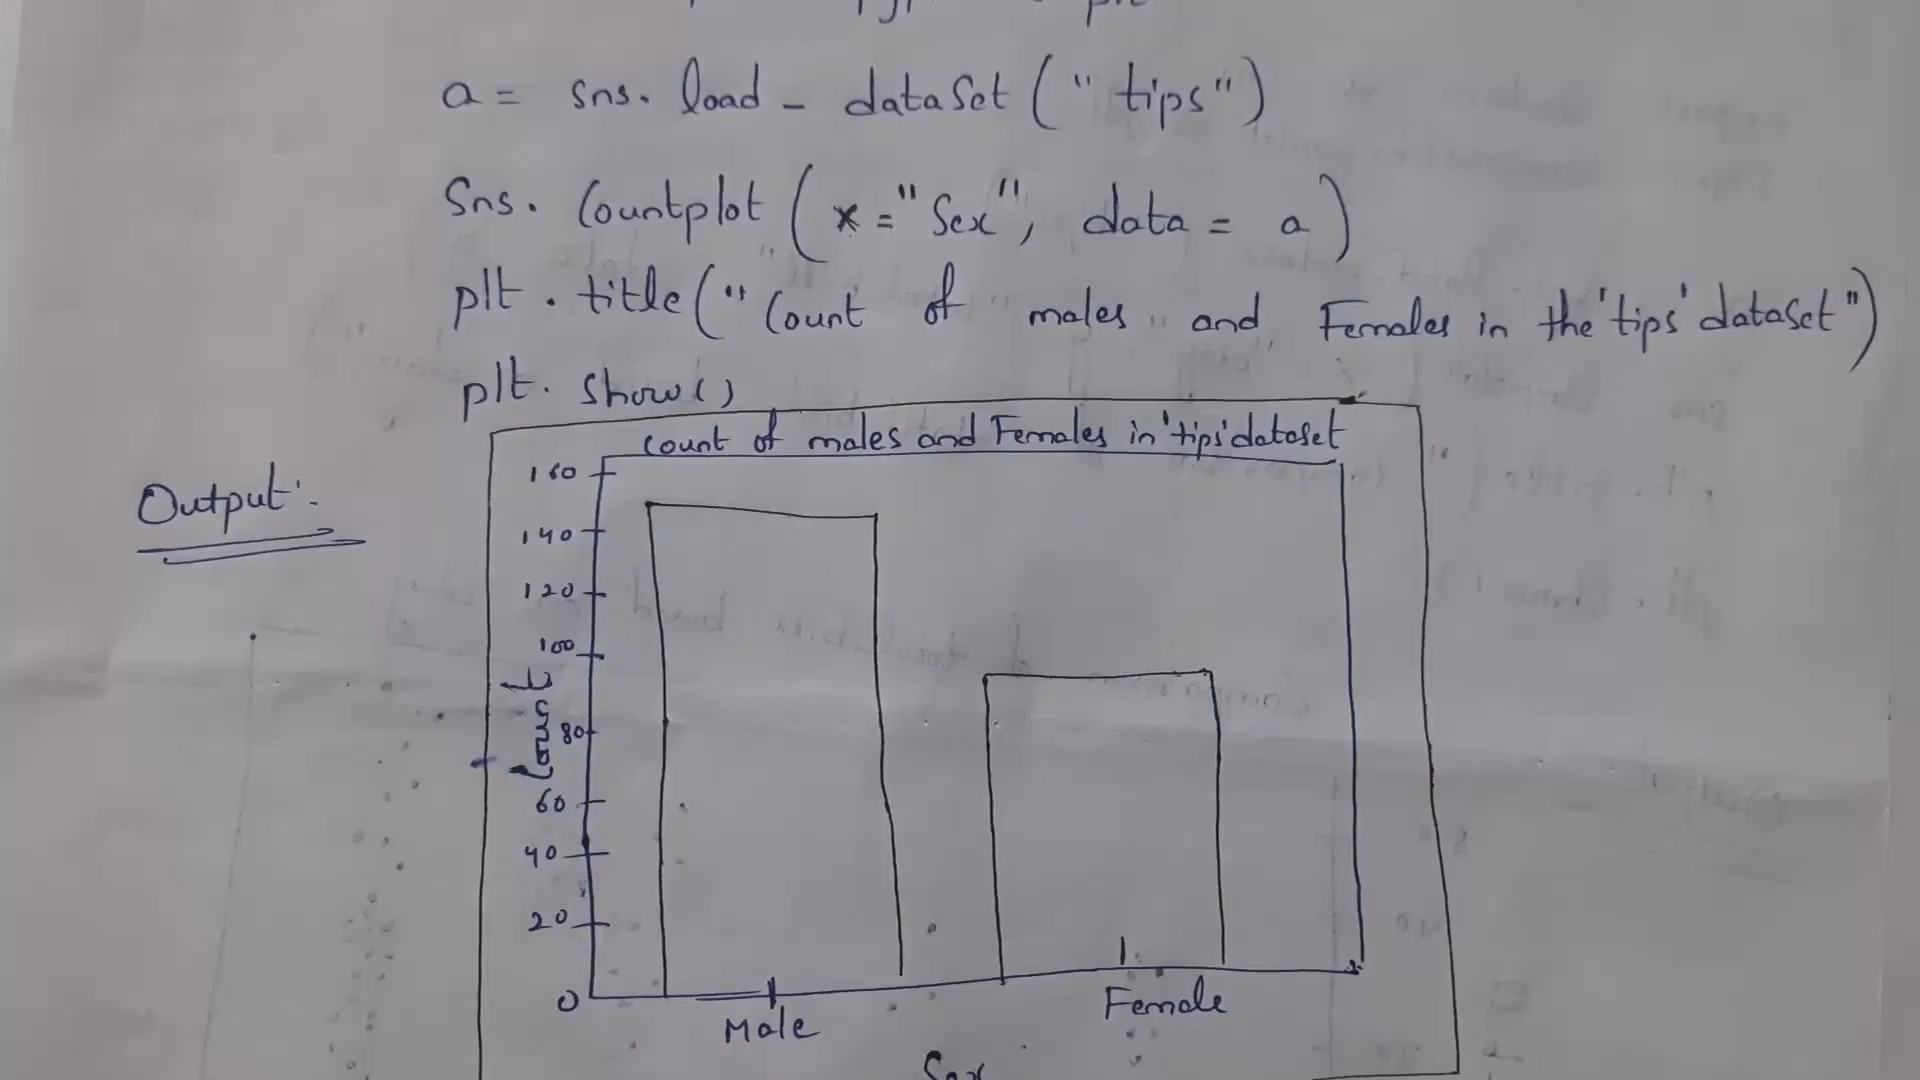 a = sns. load - dataset ("tips")
Sns. Countplot (x = "Sex", data = a)
plt . title ("Count of males and Females in the 'tips' dataset")
plt. show()
Output:
count of males and Females in 'tips' dataset
160
140
120
100
80
60
40
20
0
Count
Male
Female
Sex